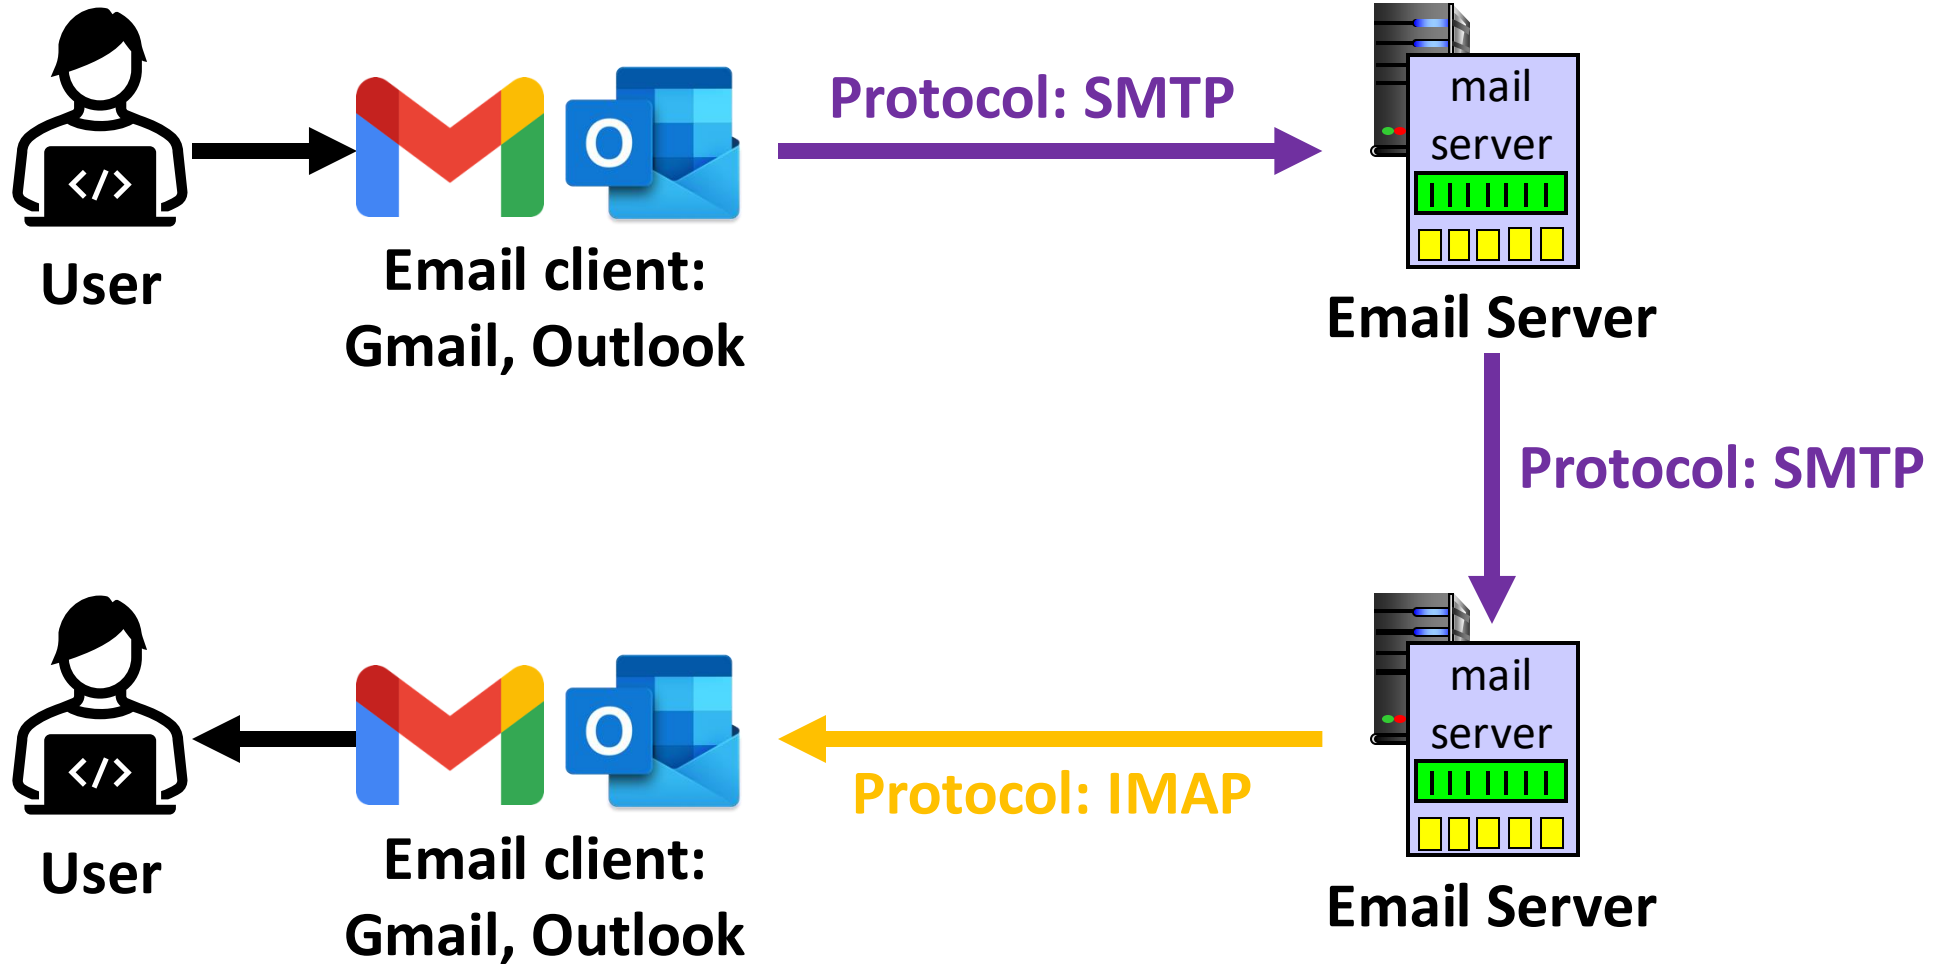 Protocol: SMTP
mail
server
</>
O
User
Email client:
Gmail, Outlook
Email Server
Protocol: SMTP
mail
server
</>
O
Protocol: IMAP
User
Email client:
Gmail, Outlook
Email Server